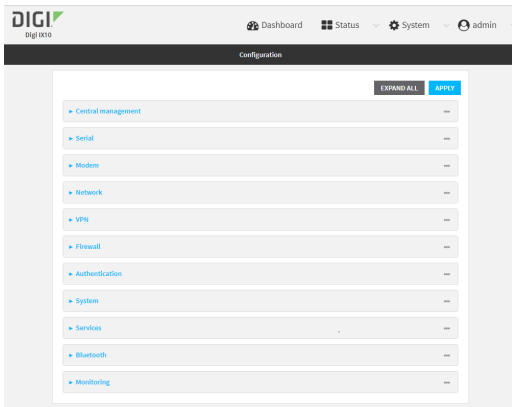 DIGI
Digi IX10
Dashboard
Status
System
admin
Configuration
EXPAND ALL
APPLY
Central management
Serial
Modem
Network
VPN
Firewall
Authentication
System
Services
Bluetooth
Monitoring